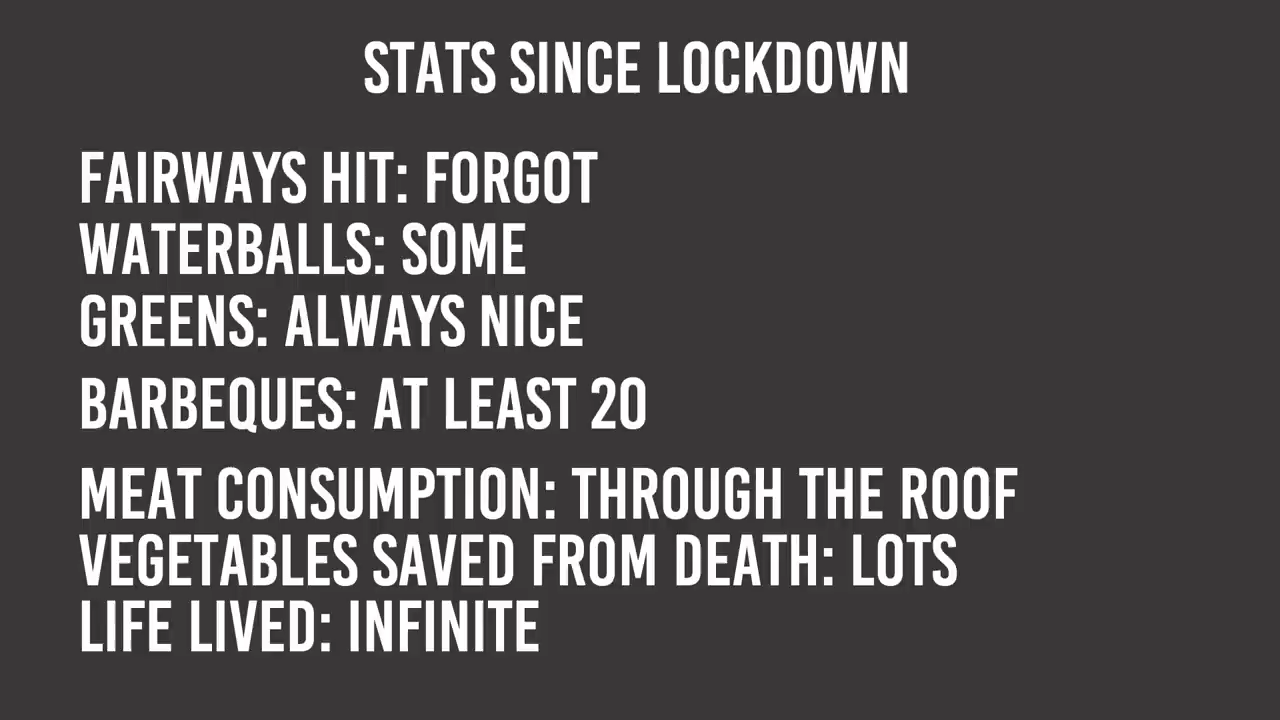 STATS SINCE LOCKDOWN
FAIRWAYS HIT: FORGOT
WATERBALLS: SOME
GREENS: ALWAYS NICE
BARBEQUES: AT LEAST 20
MEAT CONSUMPTION: THROUGH THE ROOF
VEGETABLES SAVED FROM DEATH: LOTS
LIFE LIVED: INFINITE